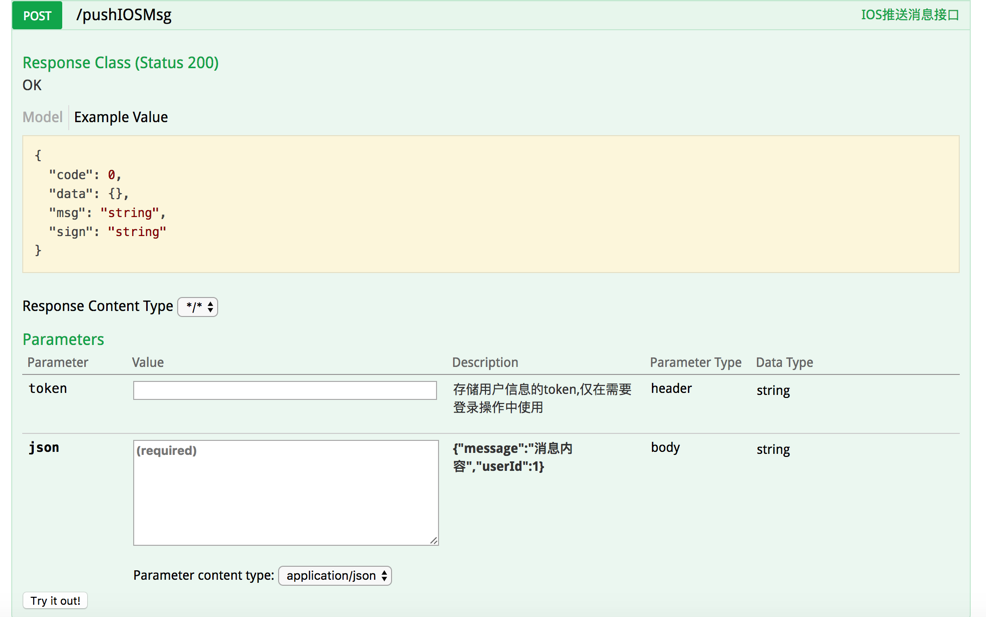 POST /pushIOSMsg IOS推送消息接口
Response Class (Status 200)
OK
Model Example Value
{
"code": 0,
"data": {},
"msg": "string",
"sign": "string"
}
Response Content Type */*
Parameters
Parameter Value Description Parameter Type Data Type
token 存储用户信息的token,仅在需要 header string
登录操作中使用
json (required) {"message":"消息内 body string
容","userId":1}
Parameter content type: application/json
Try it out!